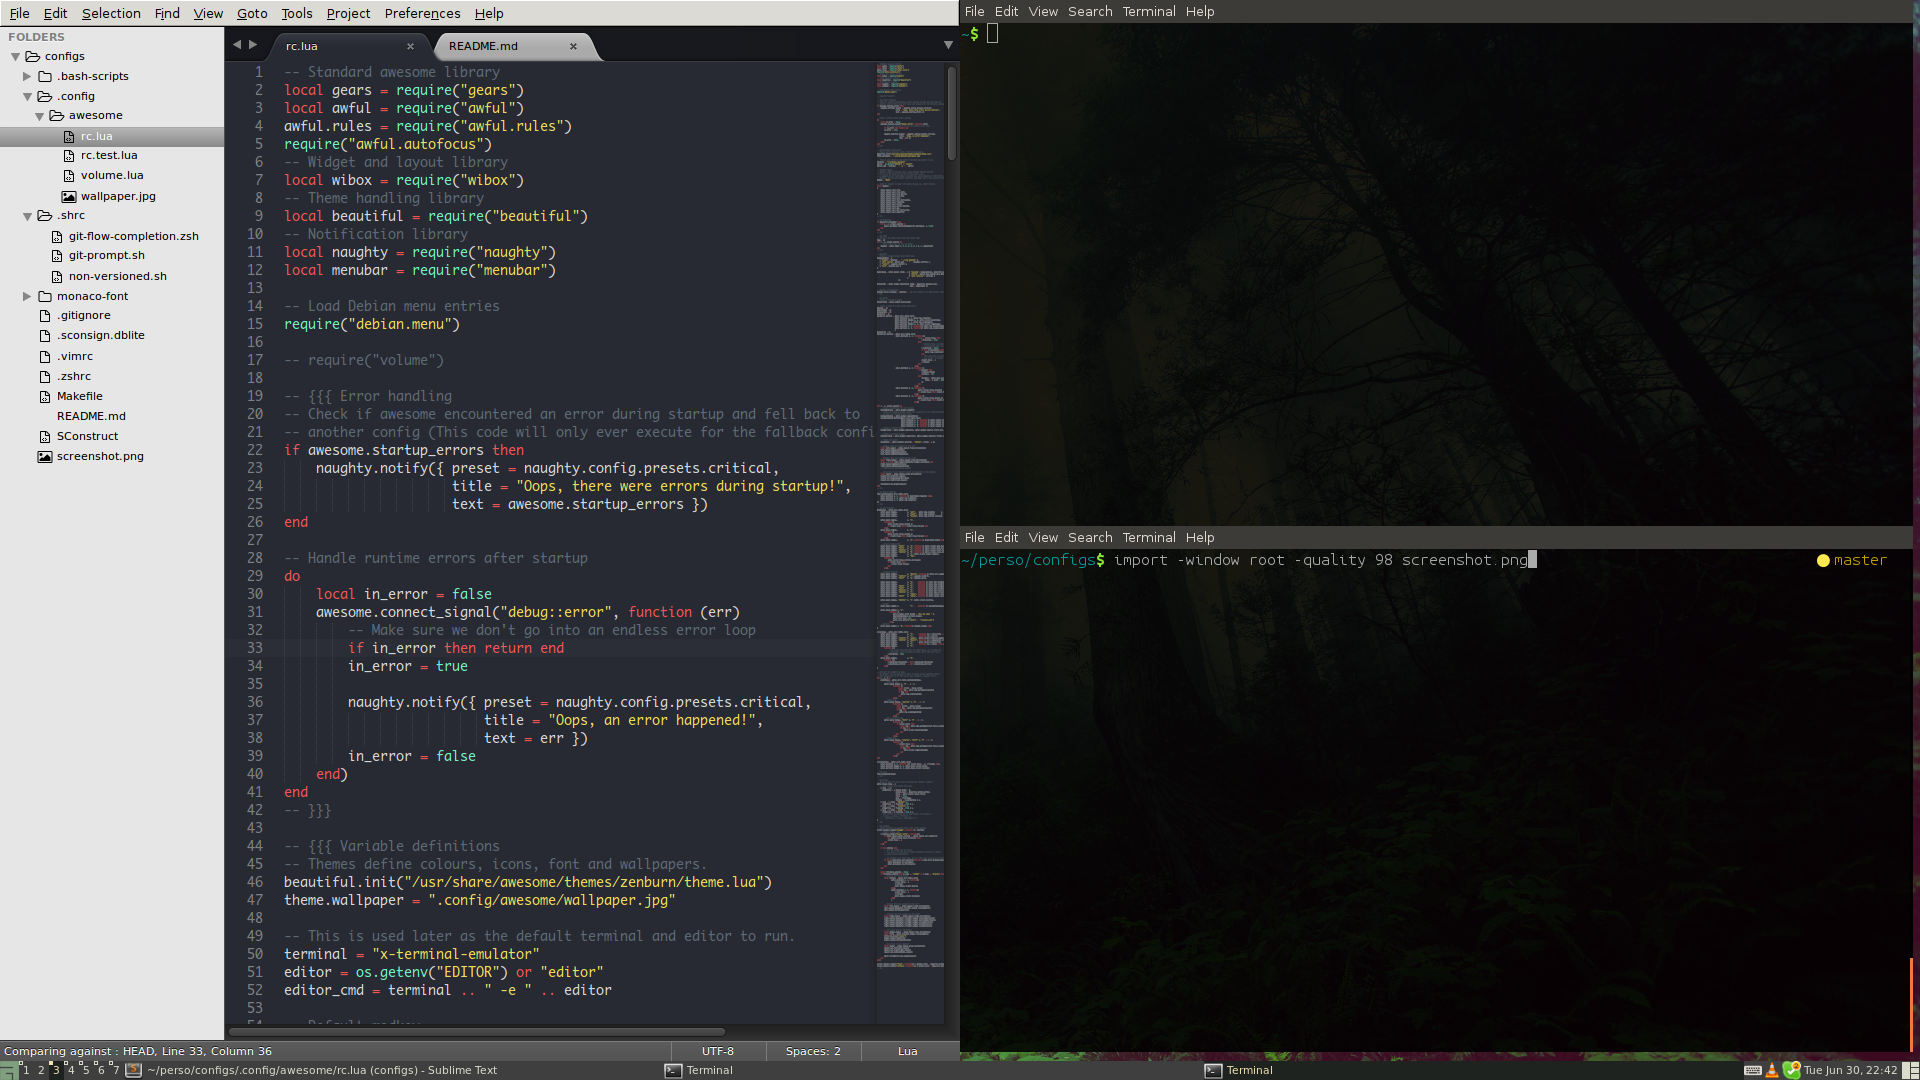 File Edit Selection Find View Goto Tools Project Preferences Help
FOLDERS
configs
.bash-scripts
.config
awesome
rc.lua
rc.test.lua
volume.lua
wallpaper.jpg
.shrc
git-flow-completion.zsh
git-prompt.sh
non-versioned.sh
monaco-font
.gitignore
.sconsign.dblite
.vimrc
.zshrc
Makefile
README.md
SConstruct
screenshot.png
rc.lua × README.md ×
1 -- Standard awesome library
2 local gears = require("gears")
3 local awful = require("awful")
4 awful.rules = require("awful.rules")
5 require("awful.autofocus")
6 -- Widget and layout library
7 local wibox = require("wibox")
8 -- Theme handling library
9 local beautiful = require("beautiful")
10 -- Notification library
11 local naughty = require("naughty")
12 local menubar = require("menubar")
13
14 -- Load Debian menu entries
15 require("debian.menu")
16
17 -- require("volume")
18
19 -- {{{ Error handling
20 -- Check if awesome encountered an error during startup and fell back to
21 -- another config (This code will only ever execute for the fallback confi
22 if awesome.startup_errors then
23 naughty.notify({ preset = naughty.config.presets.critical,
24 title = "Oops, there were errors during startup!",
25 text = awesome.startup_errors })
26 end
27
28 -- Handle runtime errors after startup
29 do
30 local in_error = false
31 awesome.connect_signal("debug::error", function (err)
32 -- Make sure we don't go into an endless error loop
33 if in_error then return end
34 in_error = true
35
36 naughty.notify({ preset = naughty.config.presets.critical,
37 title = "Oops, an error happened!",
38 text = err })
39 in_error = false
40 end)
41 end
42 -- }}}
43
44 -- {{{ Variable definitions
45 -- Themes define colours, icons, font and wallpapers.
46 beautiful.init("/usr/share/awesome/themes/zenburn/theme.lua")
47 theme.wallpaper = ".config/awesome/wallpaper.jpg"
48
49 -- This is used later as the default terminal and editor to run.
50 terminal = "x-terminal-emulator"
51 editor = os.getenv("EDITOR") or "editor"
52 editor_cmd = terminal .. " -e " .. editor
53
Comparing against : HEAD, Line 33, Column 36 UTF-8 Spaces: 2 Lua
File Edit View Search Terminal Help
~$
File Edit View Search Terminal Help
~/perso/configs$ import -window root -quality 98 screenshot.png master
1 2 3 4 5 6 7 ~/perso/configs/.config/awesome/rc.lua (configs) - Sublime Text Terminal Terminal Tue Jun 30, 22:42